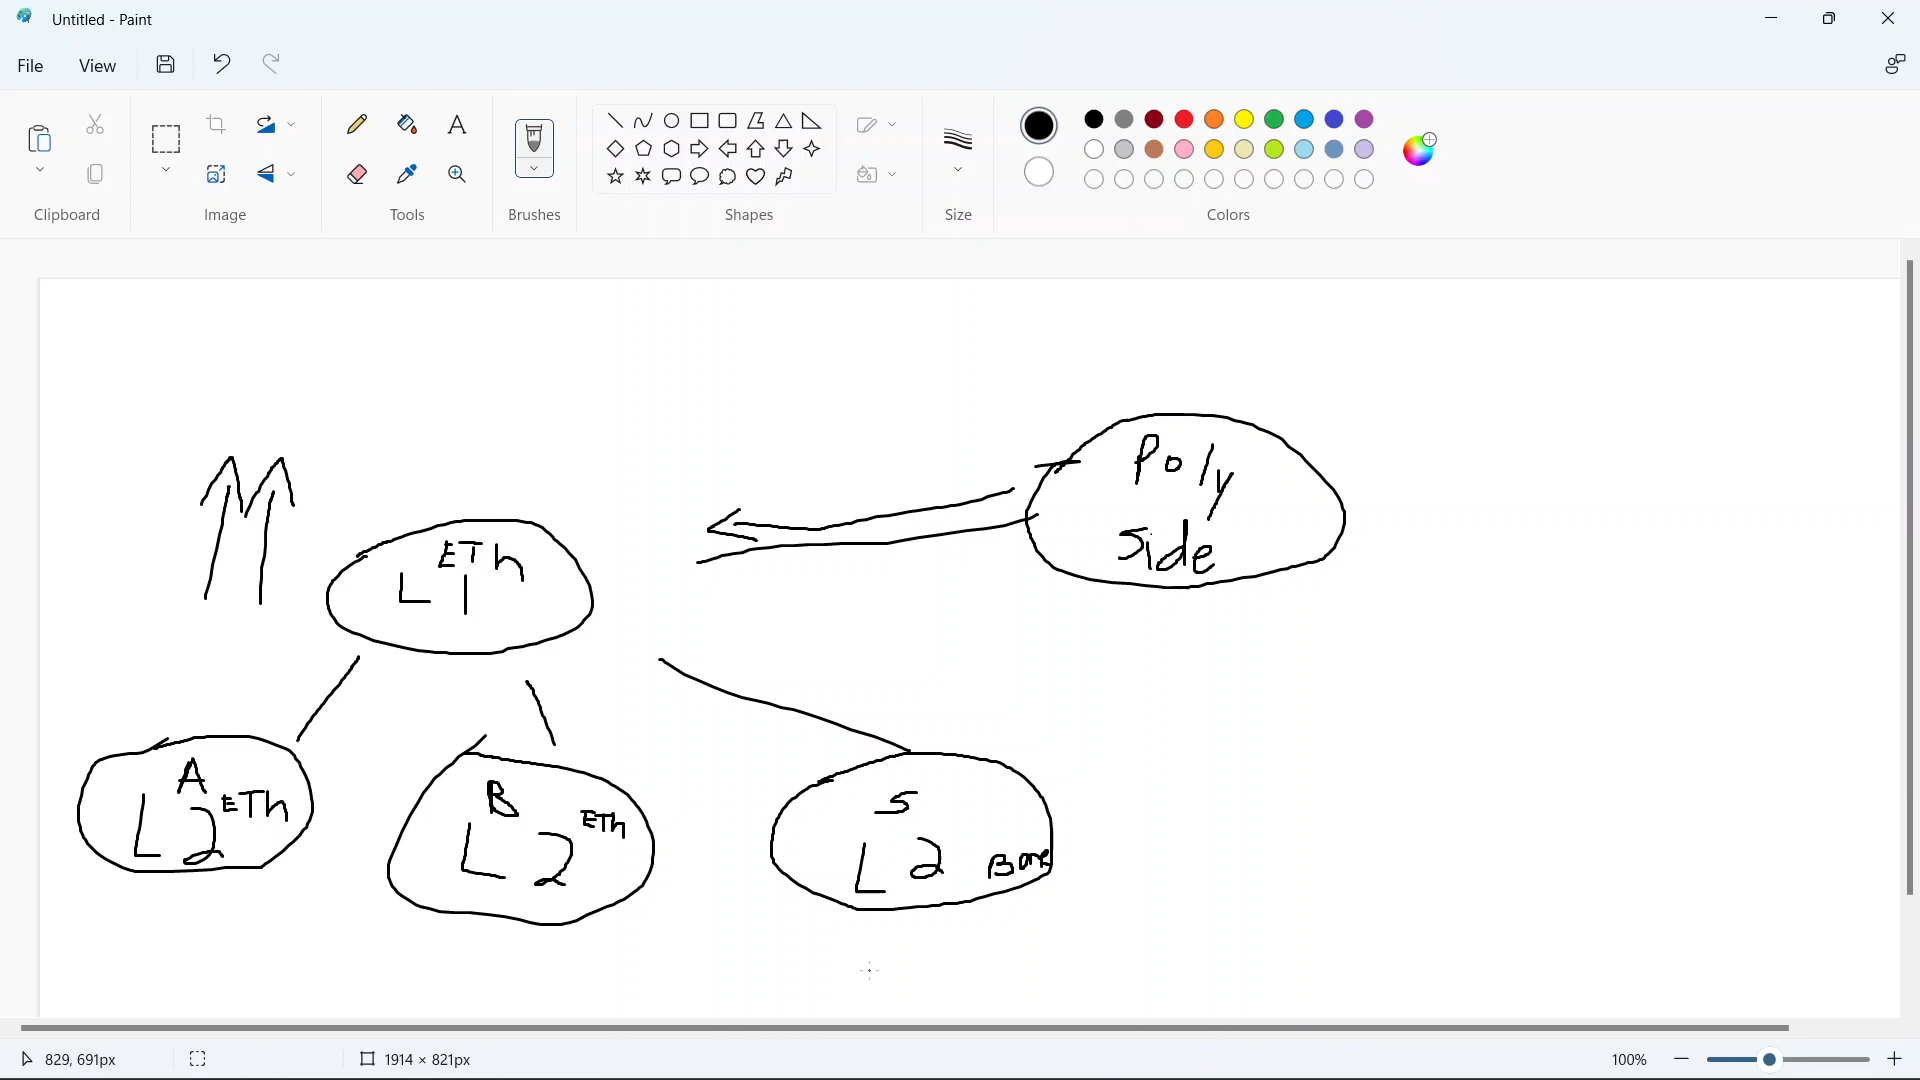 Untitled - Paint
File
View
Clipboard
Image
Tools
Brushes
Shapes
Size
Colors
Poly
Side
ETh
L1
A
ETh
L2
B
ETh
L2
S
L2
Bone
829, 691px
1914 × 821px
100%